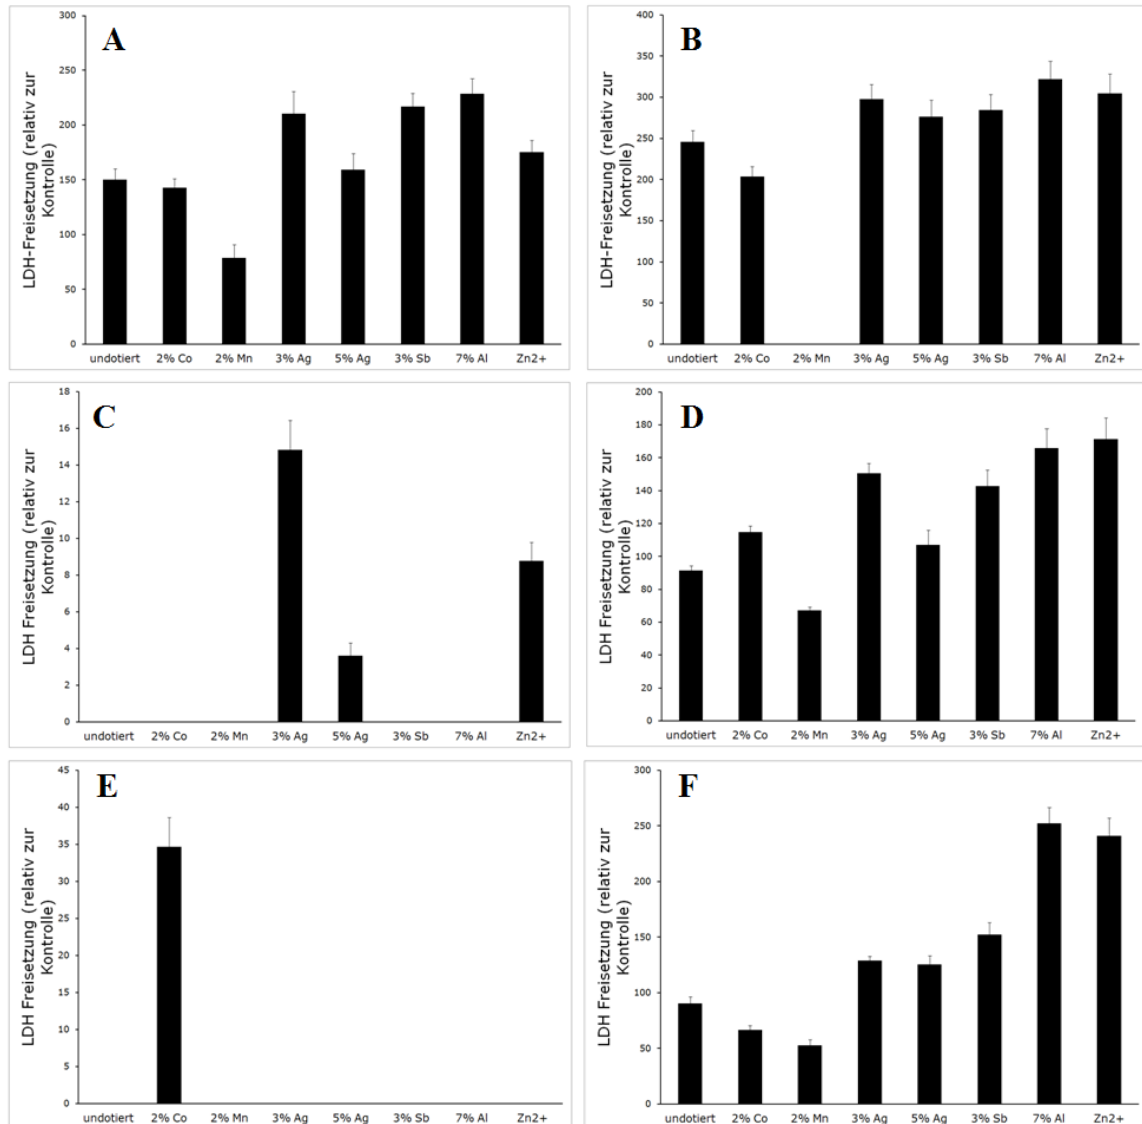 A
LDH-Freisetzung (relativ zur
Kontrolle)
300
250
200
150
100
50
0
undotiert 2% Co 2% Mn 3% Ag 5% Ag 3% Sb 7% Al Zn2+
B
LDH-Freisetzung (relativ zur
Kontrolle)
400
350
300
250
200
150
100
50
0
undotiert 2% Co 2% Mn 3% Ag 5% Ag 3% Sb 7% Al Zn2+
C
LDH Freisetzung (relativ zur
Kontrolle)
18
16
14
12
10
8
6
4
2
0
undotiert 2% Co 2% Mn 3% Ag 5% Ag 3% Sb 7% Al Zn2+
D
LDH Freisetzung (relativ zur
Kontrolle)
200
180
160
140
120
100
80
60
40
20
0
undotiert 2% Co 2% Mn 3% Ag 5% Ag 3% Sb 7% Al Zn2+
E
LDH Freisetzung (relativ zur
Kontrolle)
45
40
35
30
25
20
15
10
5
0
undotiert 2% Co 2% Mn 3% Ag 5% Ag 3% Sb 7% Al Zn2+
F
LDH Freisetzung (relativ zur
Kontrolle)
300
250
200
150
100
50
0
undotiert 2% Co 2% Mn 3% Ag 5% Ag 3% Sb 7% Al Zn2+